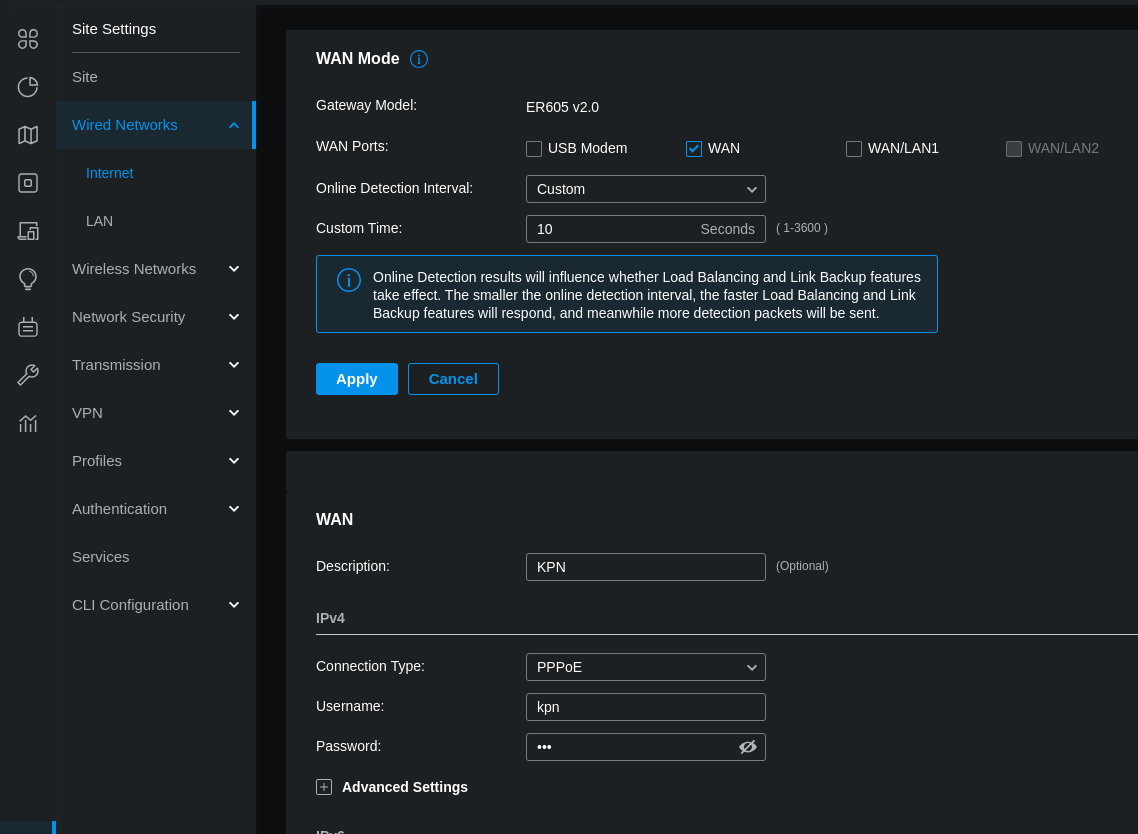 Site Settings
Site
Wired Networks
Internet
LAN
Wireless Networks
Network Security
Transmission
VPN
Profiles
Authentication
Services
CLI Configuration
WAN Mode
Gateway Model: ER605 v2.0
WAN Ports: USB Modem WAN WAN/LAN1 WAN/LAN2
Online Detection Interval: Custom
Custom Time: 10 Seconds ( 1-3600 )
Online Detection results will influence whether Load Balancing and Link Backup features
take effect. The smaller the online detection interval, the faster Load Balancing and Link
Backup features will respond, and meanwhile more detection packets will be sent.
Apply Cancel
WAN
Description: KPN (Optional)
IPv4
Connection Type: PPPoE
Username: kpn
Password: •••
Advanced Settings
IPv6